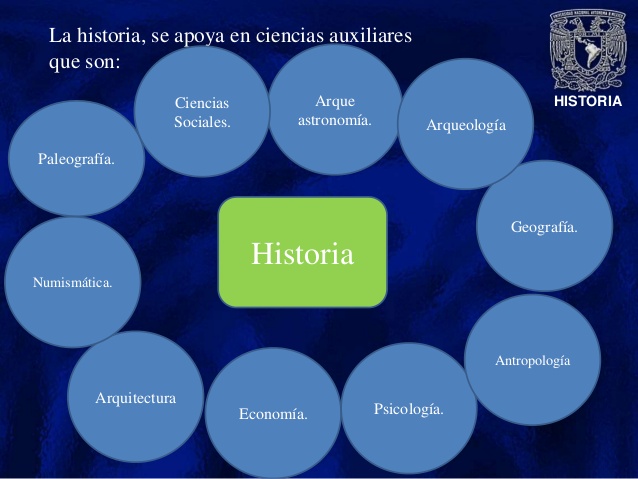 La historia, se apoya en ciencias auxiliares
que son:
HISTORIA
Ciencias
Sociales.
Arque
astronomía.
Arqueología
Paleografía.
Geografía.
Historia
Numismática.
Antropología
Arquitectura
Economía.
Psicología.